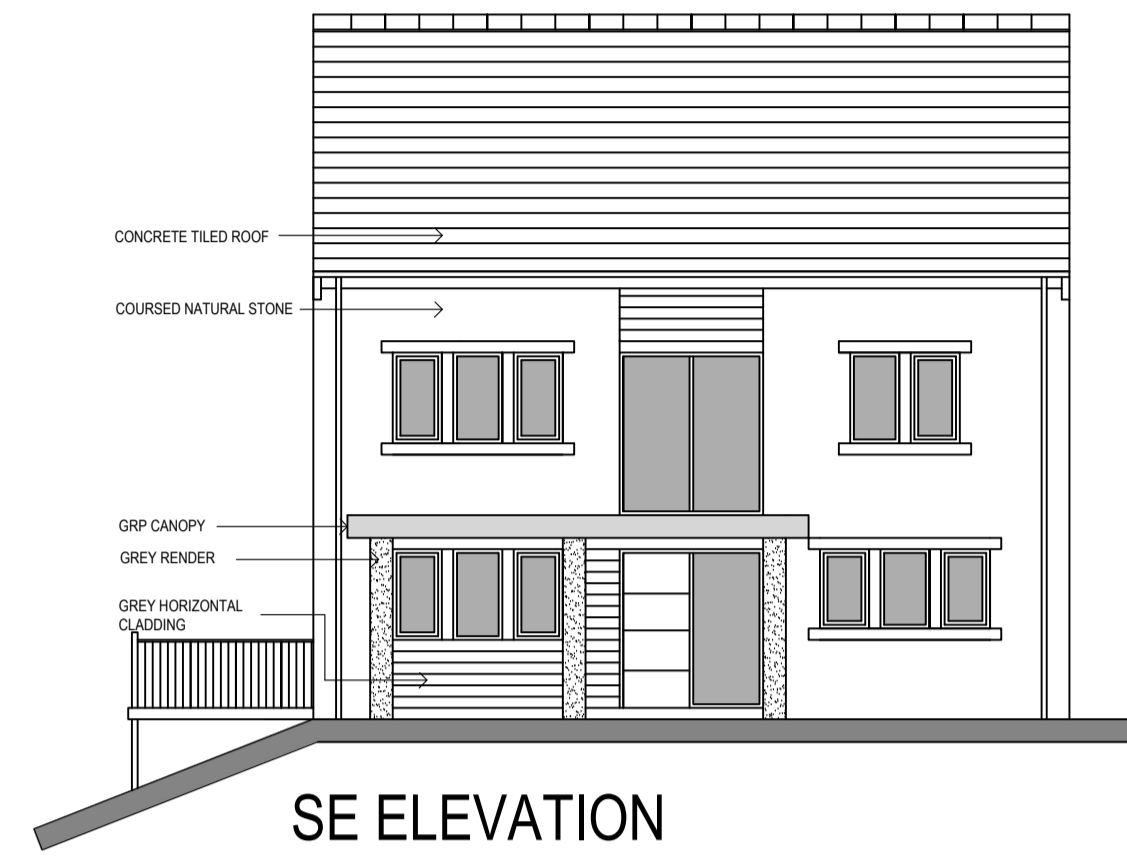 CONCRETE TILED ROOF
COURSED NATURAL STONE
GRP CANOPY
GREY RENDER
GREY HORIZONTAL
CLADDING
SE ELEVATION